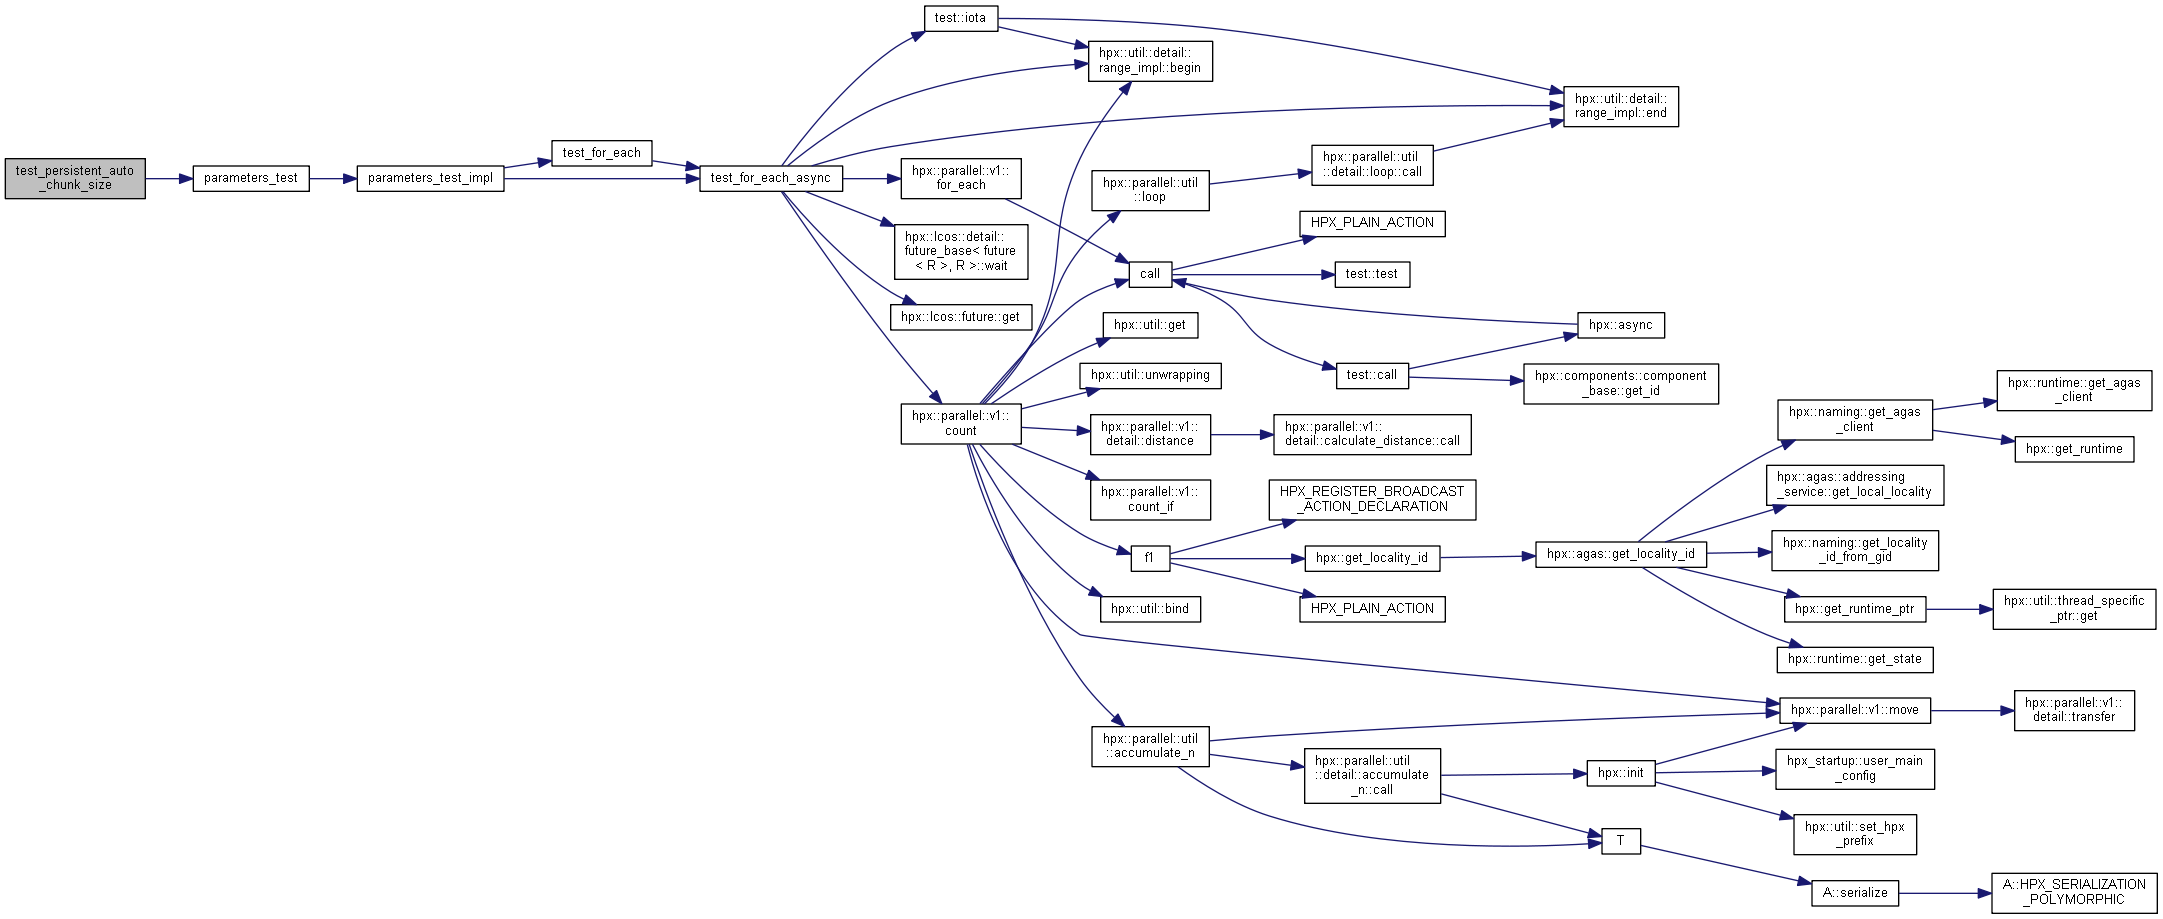 test_persistent_auto
_chunk_size
parameters_test
parameters_test_impl
test_for_each
test_for_each_async
test::iota
hpx::util::detail::
range_impl::begin
hpx::util::detail::
range_impl::end
hpx::parallel::v1::
for_each
hpx::lcos::detail::
future_base< future
< R >, R >::wait
hpx::lcos::future::get
hpx::parallel::v1::
count
hpx::parallel::util
::loop
hpx::parallel::util
::detail::loop::call
call
HPX_PLAIN_ACTION
test::test
hpx::async
test::call
hpx::components::component
_base::get_id
hpx::util::get
hpx::util::unwrapping
hpx::parallel::v1::
detail::distance
hpx::parallel::v1::
detail::calculate_distance::call
hpx::parallel::v1::
count_if
f1
HPX_REGISTER_BROADCAST
_ACTION_DECLARATION
hpx::get_locality_id
HPX_PLAIN_ACTION
hpx::agas::get_locality_id
hpx::naming::get_agas
_client
hpx::runtime::get_agas
_client
hpx::get_runtime
hpx::agas::addressing
_service::get_local_locality
hpx::naming::get_locality
_id_from_gid
hpx::get_runtime_ptr
hpx::util::thread_specific
_ptr::get
hpx::runtime::get_state
hpx::util::bind
hpx::parallel::util
::accumulate_n
hpx::parallel::util
::detail::accumulate
_n::call
hpx::init
hpx::parallel::v1::move
hpx::parallel::v1::
detail::transfer
hpx_startup::user_main
_config
hpx::util::set_hpx
_prefix
T
A::serialize
A::HPX_SERIALIZATION
_POLYMORPHIC